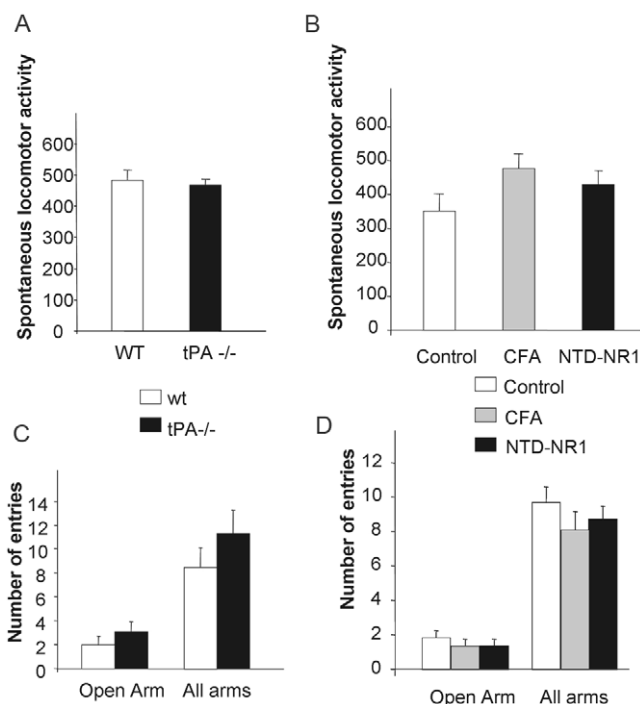 A
Spontaneous locomotor activity
600
500
400
300
200
100
0
WT tPA -/-
B
Spontaneous locomotor activity
600
500
400
300
200
100
0
Control CFA NTD-NR1
wt
tPA-/-
Control
CFA
NTD-NR1
C
Number of entries
14
12
10
8
6
4
2
0
Open Arm All arms
D
Number of entries
12
10
8
6
4
2
0
Open Arm All arms